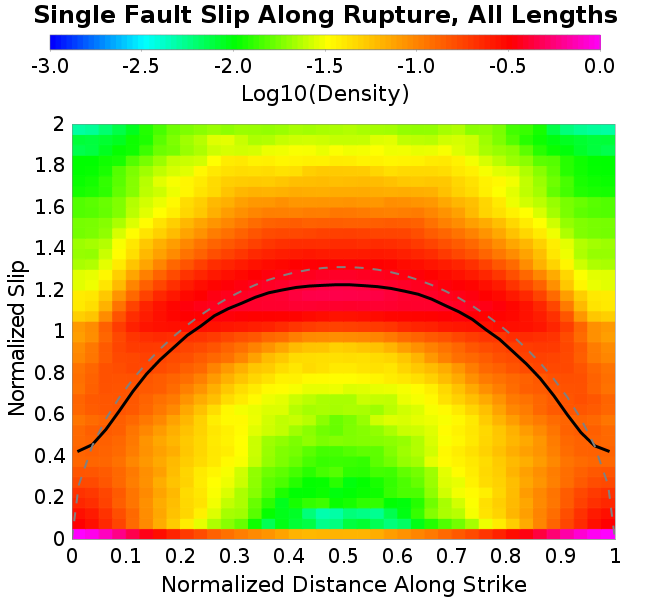 Single Fault Slip Along Rupture, All Lengths
-3.0 -2.5 -2.0 -1.5 -1.0 -0.5 0.0
Log10(Density)
Normalized Slip
2
1.8
1.6
1.4
1.2
1
0.8
0.6
0.4
0.2
0
0 0.1 0.2 0.3 0.4 0.5 0.6 0.7 0.8 0.9 1
Normalized Distance Along Strike